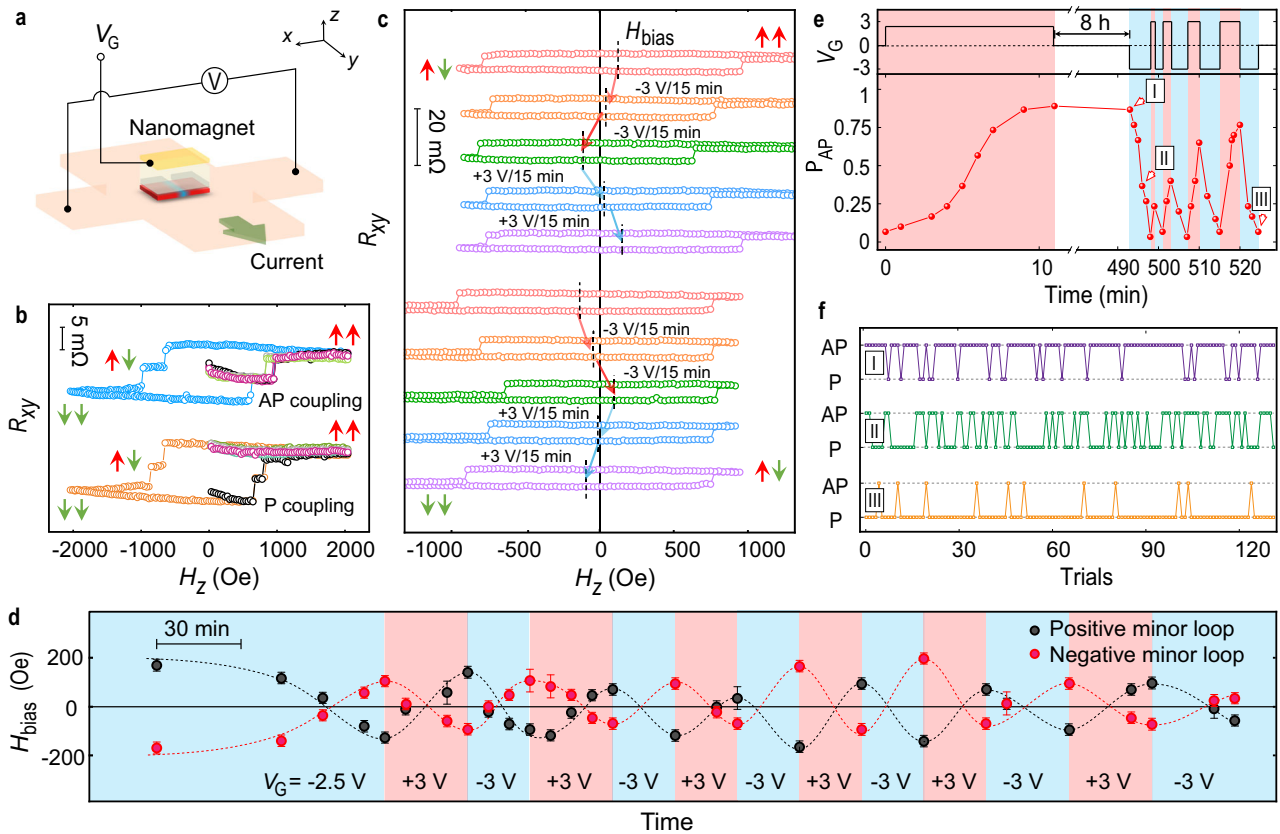 a
z
x
y
V_G
V
Nanomagnet
Current
b
5 mΩ
R_xy
AP coupling
P coupling
-2000 -1000 0 1000 2000
H_Z (Oe)
c
H_bias
20 mΩ
-3 V/15 min
-3 V/15 min
+3 V/15 min
+3 V/15 min
R_xy
-3 V/15 min
-3 V/15 min
+3 V/15 min
+3 V/15 min
-1000 -500 0 500 1000
H_Z (Oe)
e
V_G
3
0
-3
8 h
P_AP
1
0.75
0.5
0.25
0
I
II
III
0 10 490 500 510 520
Time (min)
f
AP
I
P
AP
II
P
AP
III
P
0 30 60 90 120
Trials
d
30 min
Positive minor loop
Negative minor loop
H_bias (Oe)
200
0
-200
V_G = -2.5 V +3 V -3 V +3 V -3 V +3 V -3 V +3 V -3 V +3 V -3 V +3 V -3 V
Time